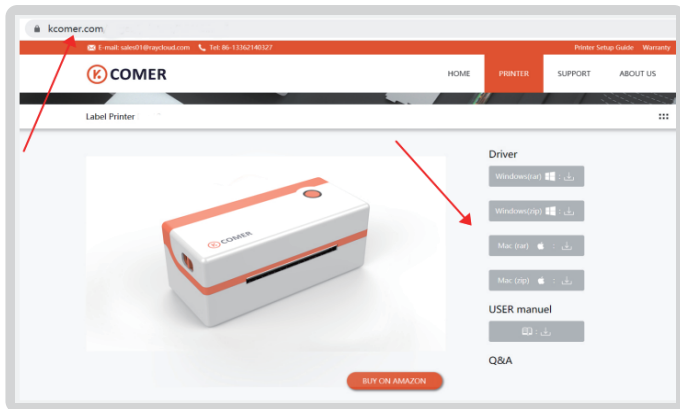 kcomer.com
E-mail: sales01@raycloud.com Tel: 86-13362140327 Printer Setup Guide Warranty
K COMER
HOME PRINTER SUPPORT ABOUT US
Label Printer
Driver
Windows(rar) :
Windows(zip) :
Mac (rar) :
Mac (zip) :
K COMER
USER manuel
:
Q&A
BUY ON AMAZON